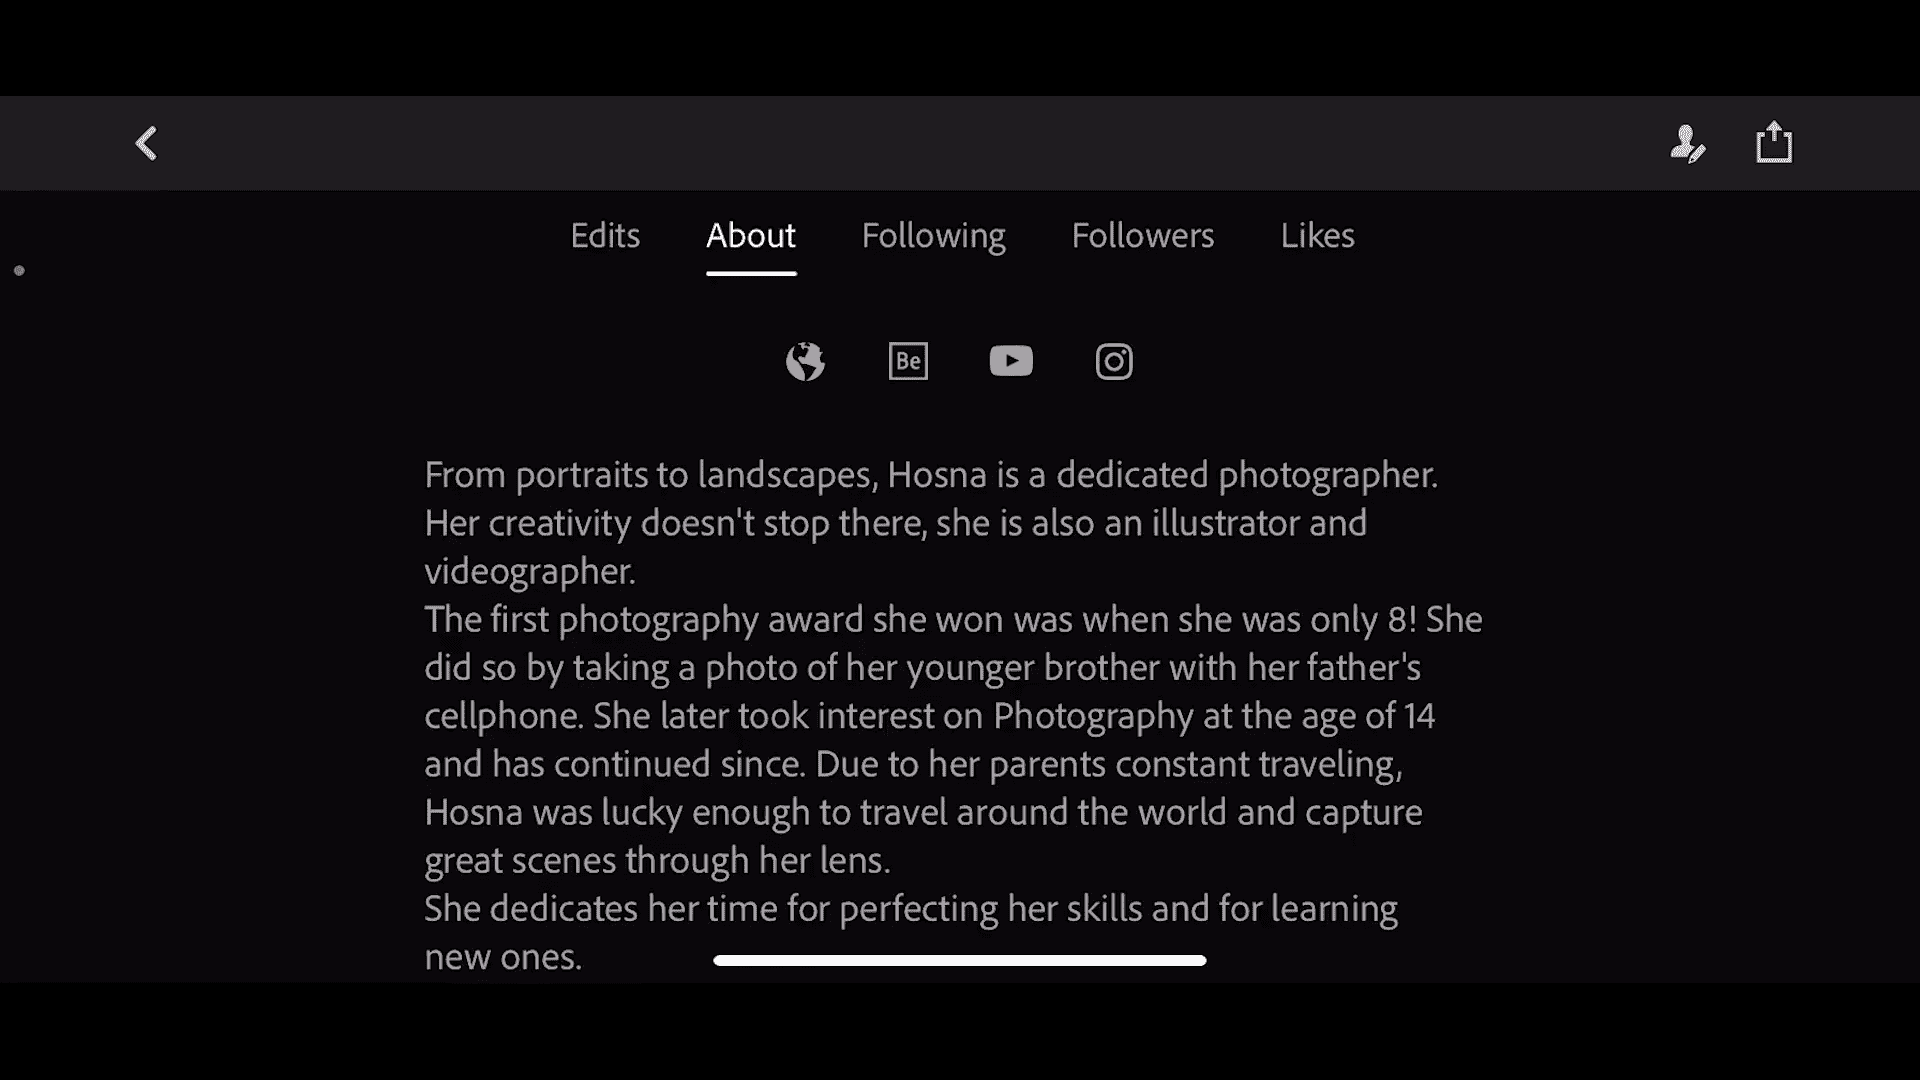 Edits About Following Followers Likes
Be
From portraits to landscapes, Hosna is a dedicated photographer.
Her creativity doesn't stop there, she is also an illustrator and
videographer.
The first photography award she won was when she was only 8! She
did so by taking a photo of her younger brother with her father's
cellphone. She later took interest on Photography at the age of 14
and has continued since. Due to her parents constant traveling,
Hosna was lucky enough to travel around the world and capture
great scenes through her lens.
She dedicates her time for perfecting her skills and for learning
new ones.